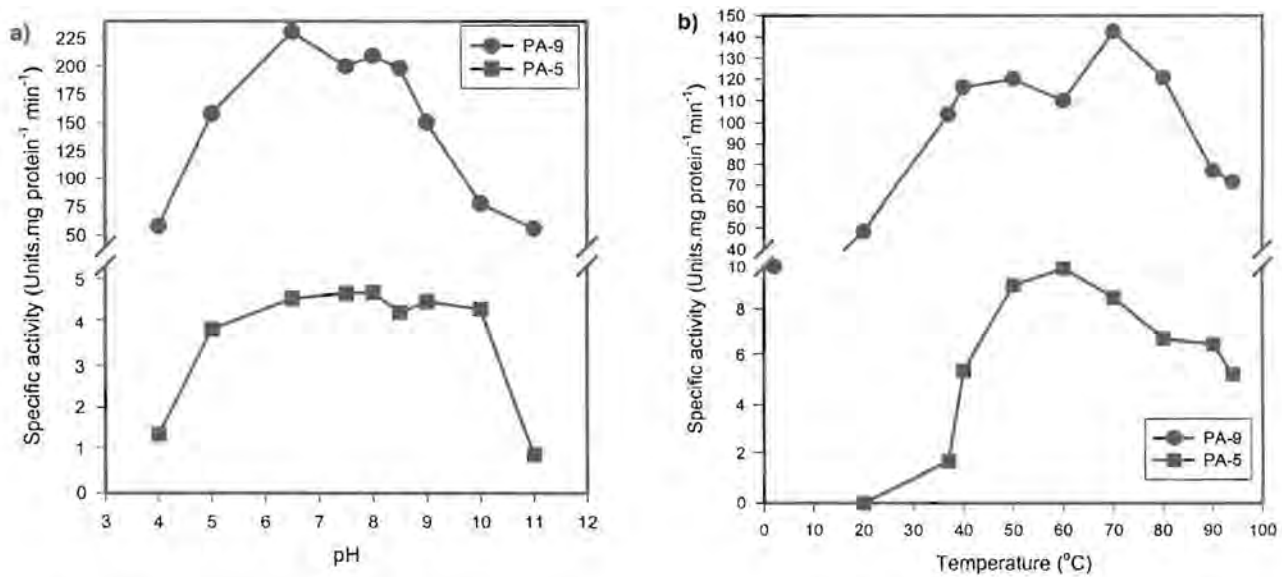 a)
Specific activity (Units.mg protein⁻¹ min⁻¹)
225
200
175
150
125
100
75
50
5
4
3
2
1
0
3 4 5 6 7 8 9 10 11 12
pH
PA-9
PA-5
b)
Specific activity (Units.mg protein⁻¹min⁻¹)
150
140
130
120
110
100
90
80
70
60
50
40
10
8
6
4
2
0
0 10 20 30 40 50 60 70 80 90 100
Temperature (°C)
PA-9
PA-5